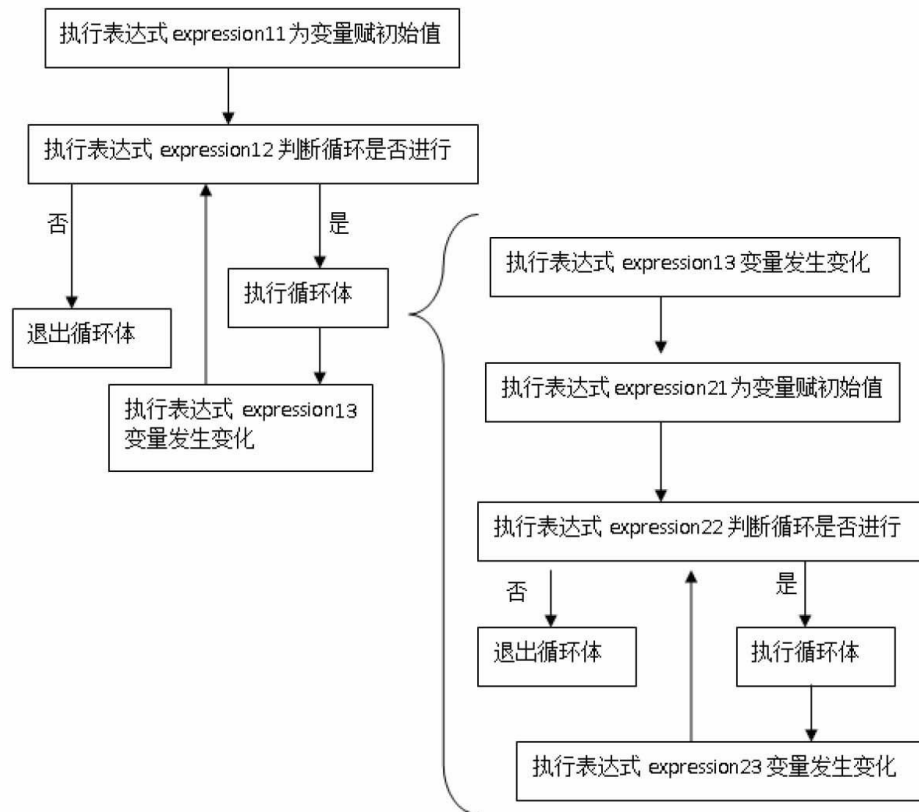 执行表达式 expression11 为变量赋初始值
执行表达式 expression12 判断循环是否进行
否
是
执行循环体
退出循环体
执行表达式 expression13
变量发生变化
执行表达式 expression13 变量发生变化
执行表达式 expression21 为变量赋初始值
执行表达式 expression22 判断循环是否进行
否
是
退出循环体
执行循环体
执行表达式 expression23 变量发生变化